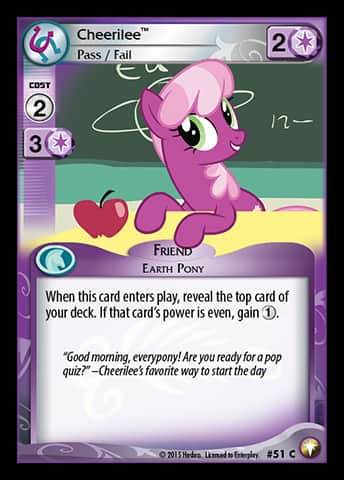 Cheerilee™
Pass / Fail
2
COST
2
3
Eu
12-
FRIEND
EARTH PONY
When this card enters play, reveal the top card of
your deck. If that card's power is even, gain 1.
"Good morning, everypony! Are you ready for a pop
quiz?" –Cheerilee's favorite way to start the day
© 2015 Hasbro. Licensed to Enterplay. #51 C